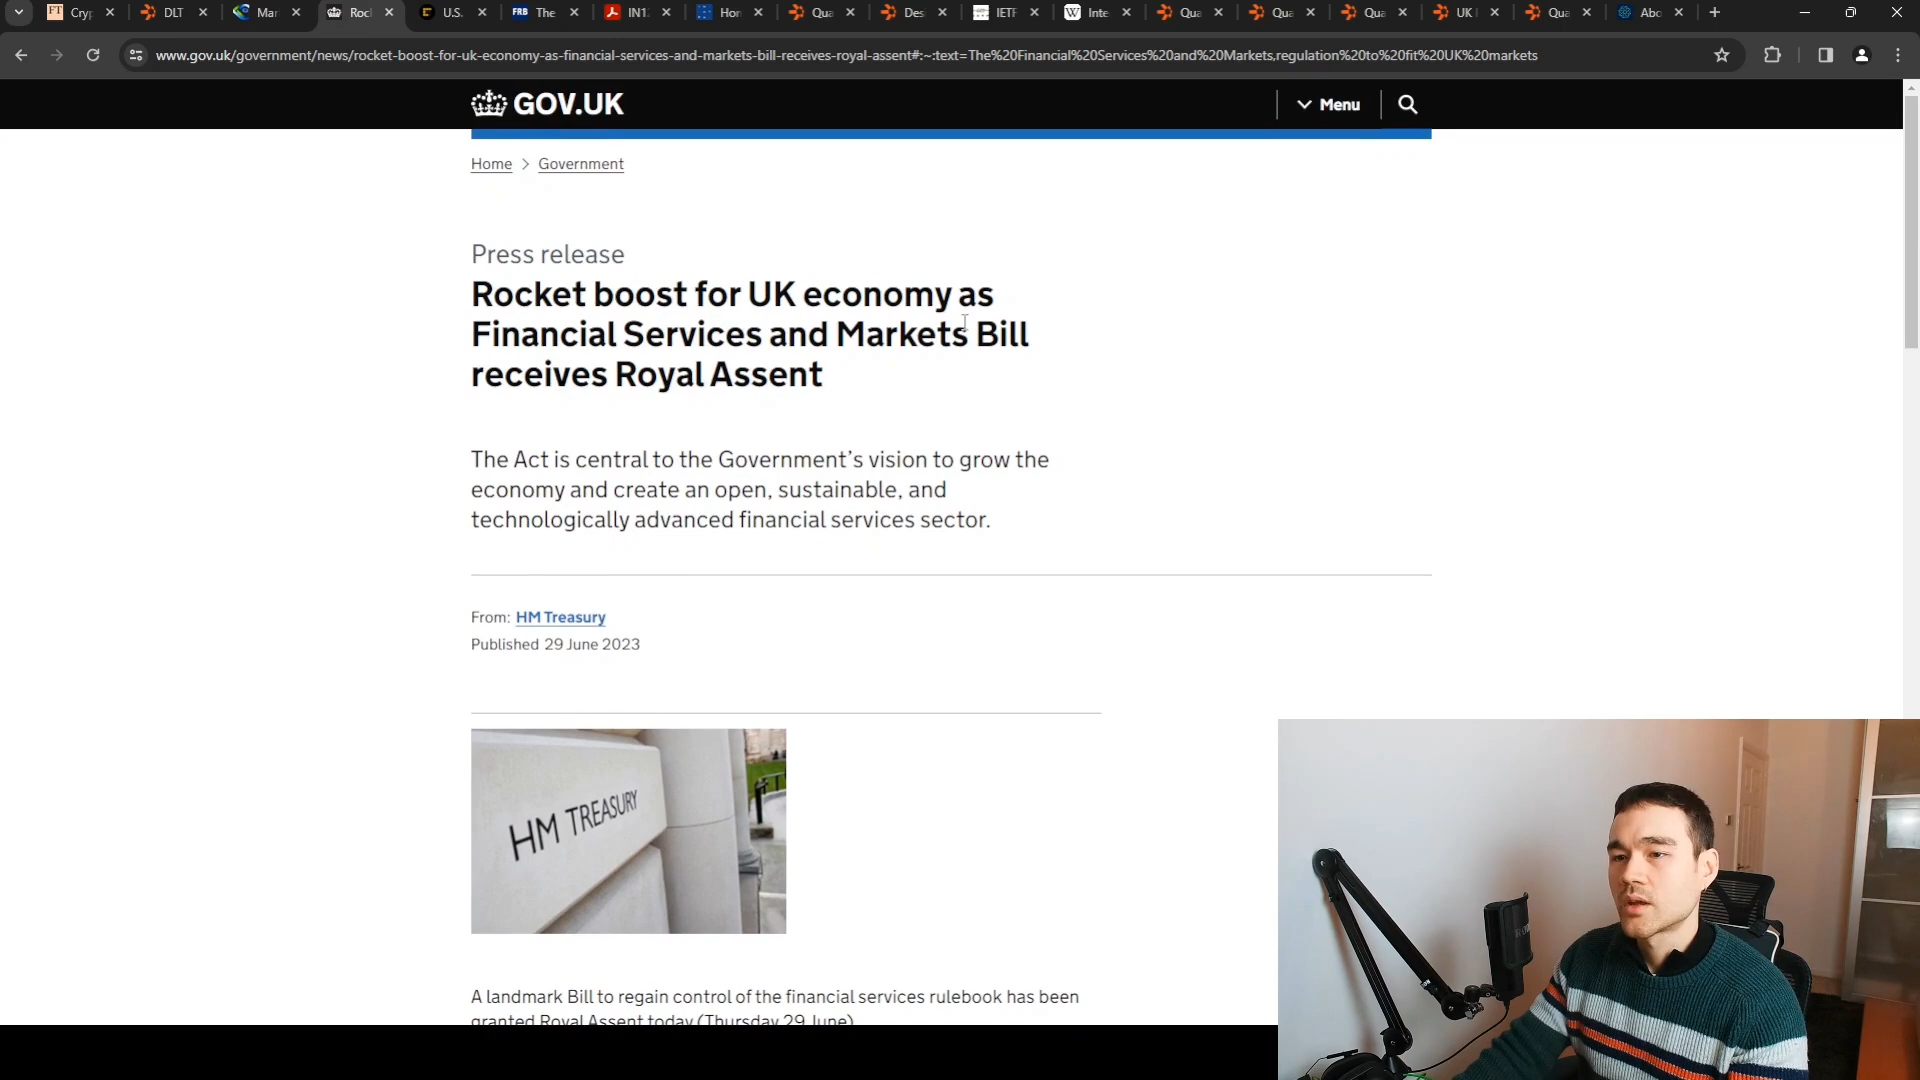 Cryp
DLT
Mar
Rocl
U.S.
FRB The
IN1
Hon
Qua
Des
IETF
W Inte
Qua
Qua
Qua
UK
Qua
Abo
www.gov.uk/government/news/rocket-boost-for-uk-economy-as-financial-services-and-markets-bill-receives-royal-assent#:~:text=The%20Financial%20Services%20and%20Markets,regulation%20to%20fit%20UK%20markets
GOV.UK
Menu
Home > Government
Press release
Rocket boost for UK economy as
Financial Services and Markets Bill
receives Royal Assent
The Act is central to the Government’s vision to grow the
economy and create an open, sustainable, and
technologically advanced financial services sector.
From: HM Treasury
Published 29 June 2023
HM TREASURY
A landmark Bill to regain control of the financial services rulebook has been
granted Royal Assent today (Thursday 29 June)